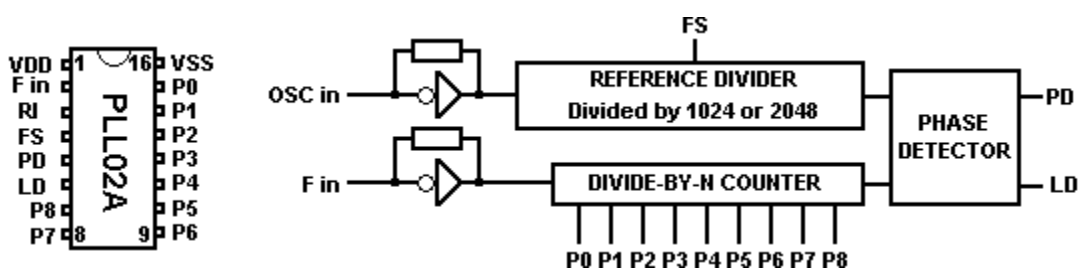 VDD 1 16 VSS
F in P0
RI P1
FS P2
PD P3
LD P4
P8 P5
P7 8 9 P6
PLL02A
FS
OSC in
REFERENCE DIVIDER
Divided by 1024 or 2048
PHASE
DETECTOR
PD
LD
F in
DIVIDE-BY-N COUNTER
P0 P1 P2 P3 P4 P5 P6 P7 P8